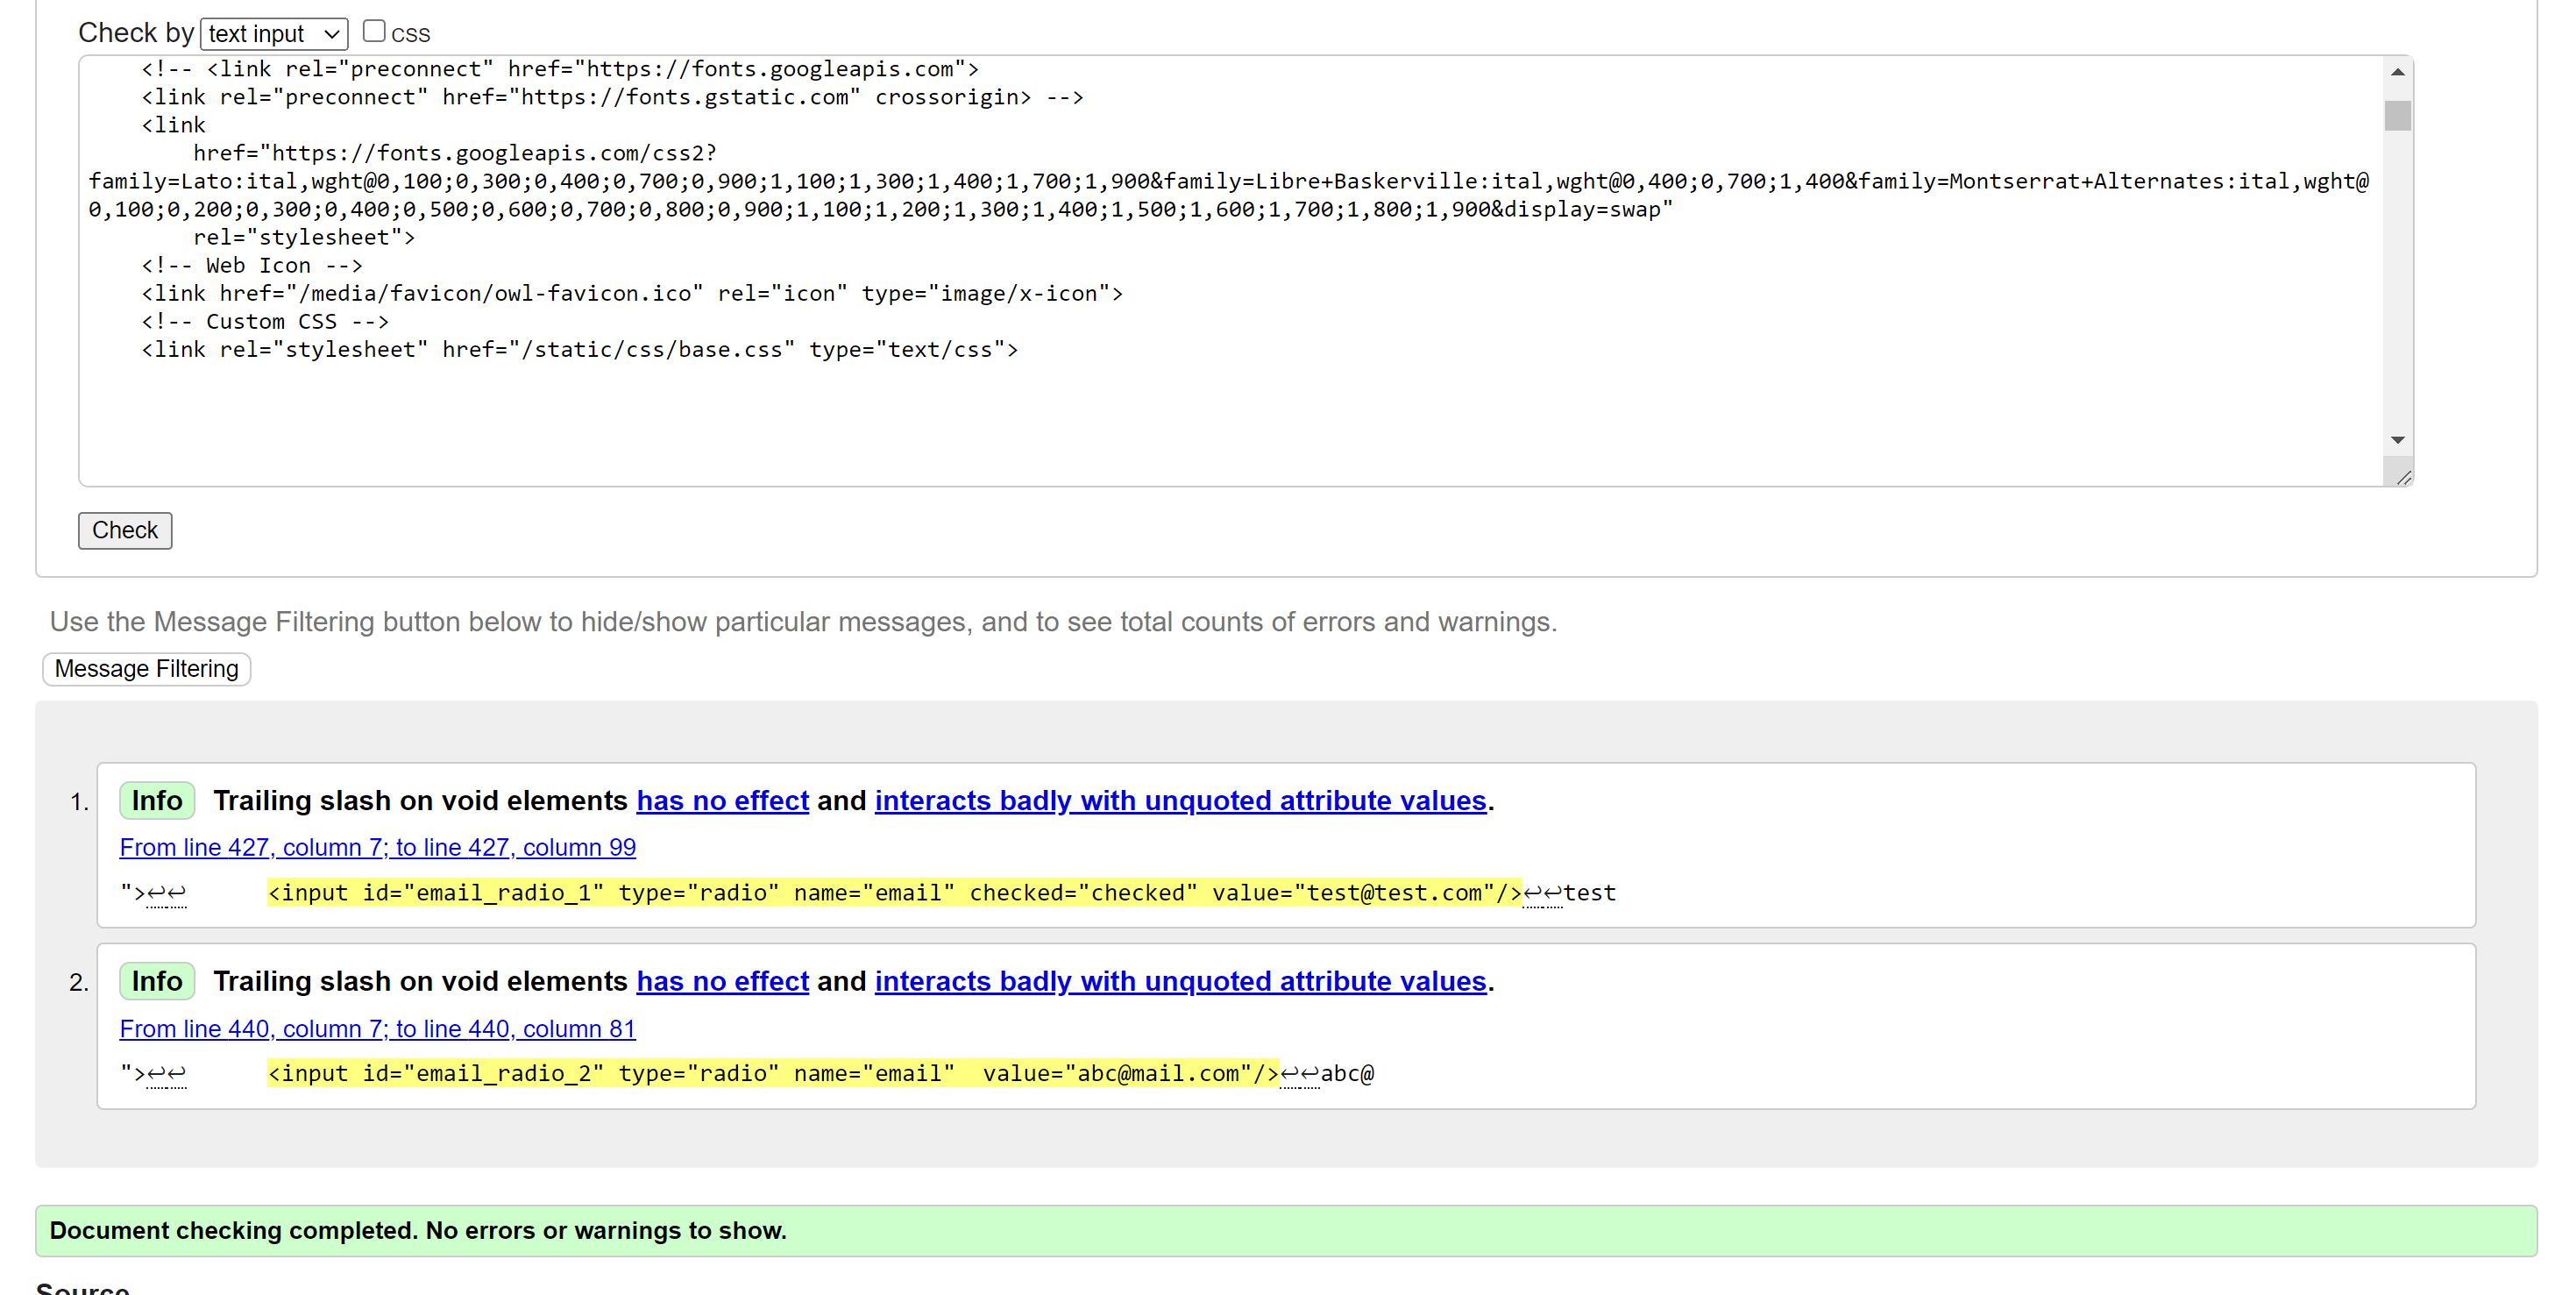 Check by text input css
<!-- <link rel="preconnect" href="https://fonts.googleapis.com">
<link rel="preconnect" href="https://fonts.gstatic.com" crossorigin> -->
<link
href="https://fonts.googleapis.com/css2?
family=Lato:ital,wght@0,100;0,300;0,400;0,700;0,900;1,100;1,300;1,400;1,700;1,900&family=Libre+Baskerville:ital,wght@0,400;0,700;1,400&family=Montserrat+Alternates:ital,wght@
0,100;0,200;0,300;0,400;0,500;0,600;0,700;0,800;0,900;1,100;1,200;1,300;1,400;1,500;1,600;1,700;1,800;1,900&display=swap"
rel="stylesheet">
<!-- Web Icon -->
<link href="/media/favicon/owl-favicon.ico" rel="icon" type="image/x-icon">
<!-- Custom CSS -->
<link rel="stylesheet" href="/static/css/base.css" type="text/css">
Check
Use the Message Filtering button below to hide/show particular messages, and to see total counts of errors and warnings.
Message Filtering
1. Info Trailing slash on void elements has no effect and interacts badly with unquoted attribute values.
From line 427, column 7; to line 427, column 99
">↩↩ <input id="email_radio_1" type="radio" name="email" checked="checked" value="test@test.com"/>↩↩test
2. Info Trailing slash on void elements has no effect and interacts badly with unquoted attribute values.
From line 440, column 7; to line 440, column 81
">↩↩ <input id="email_radio_2" type="radio" name="email"  value="abc@mail.com"/>↩↩abc@
Document checking completed. No errors or warnings to show.
Source